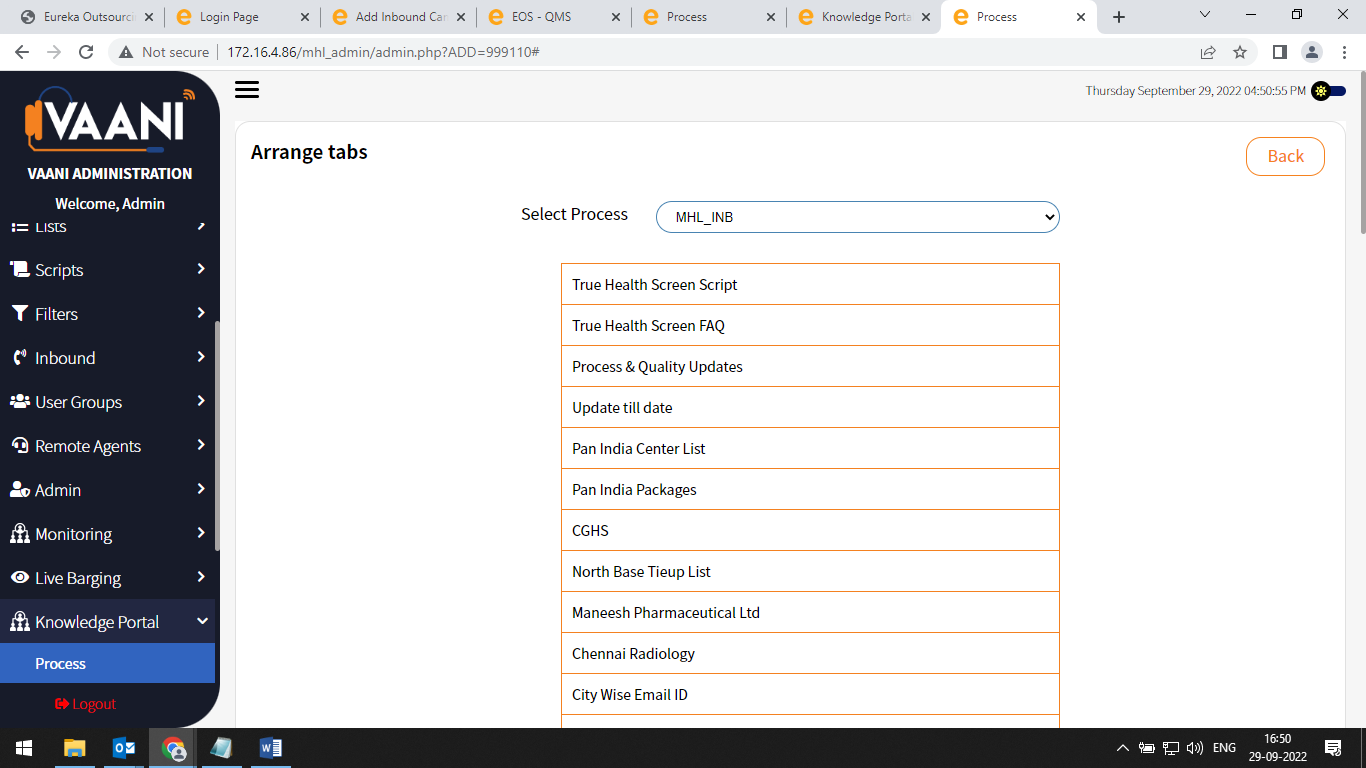 Eureka Outsourci
Login Page
Add Inbound Car
EOS - QMS
Process
Knowledge Porta
Process
Not secure
172.16.4.86/mhl_admin/admin.php?ADD=999110#
VAANI
VAANI ADMINISTRATION
Welcome, Admin
Lists
Scripts
Filters
Inbound
User Groups
Remote Agents
Admin
Monitoring
Live Barging
Knowledge Portal
Process
Logout
Thursday September 29, 2022 04:50:55 PM
Arrange tabs
Back
Select Process
MHL_INB
True Health Screen Script
True Health Screen FAQ
Process & Quality Updates
Update till date
Pan India Center List
Pan India Packages
CGHS
North Base Tieup List
Maneesh Pharmaceutical Ltd
Chennai Radiology
City Wise Email ID
ENG
16:50
29-09-2022